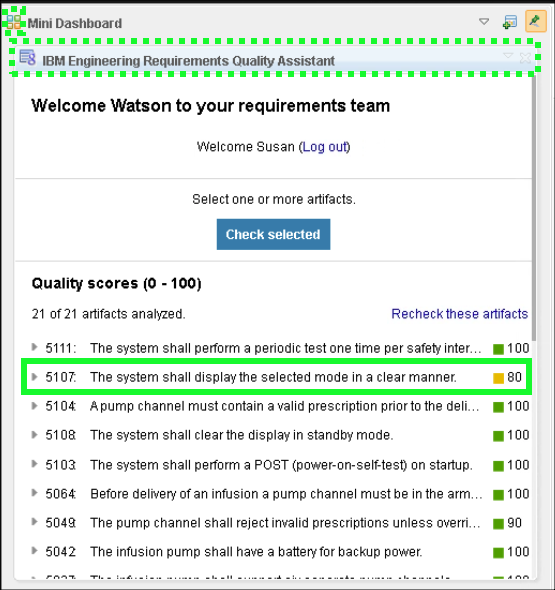 Mini Dashboard
IBM Engineering Requirements Quality Assistant
Welcome Watson to your requirements team
Welcome Susan (Log out)
Select one or more artifacts.
Check selected
Quality scores (0 - 100)
21 of 21 artifacts analyzed. Recheck these artifacts
5111: The system shall perform a periodic test one time per safety inter... 100
5107: The system shall display the selected mode in a clear manner. 80
5104: A pump channel must contain a valid prescription prior to the deli... 100
5108: The system shall clear the display in standby mode. 100
5103: The system shall perform a POST (power-on-self-test) on startup. 100
5064: Before delivery of an infusion a pump channel must be in the arm... 100
5049: The pump channel shall reject invalid prescriptions unless overri... 90
5042: The infusion pump shall have a battery for backup power. 100